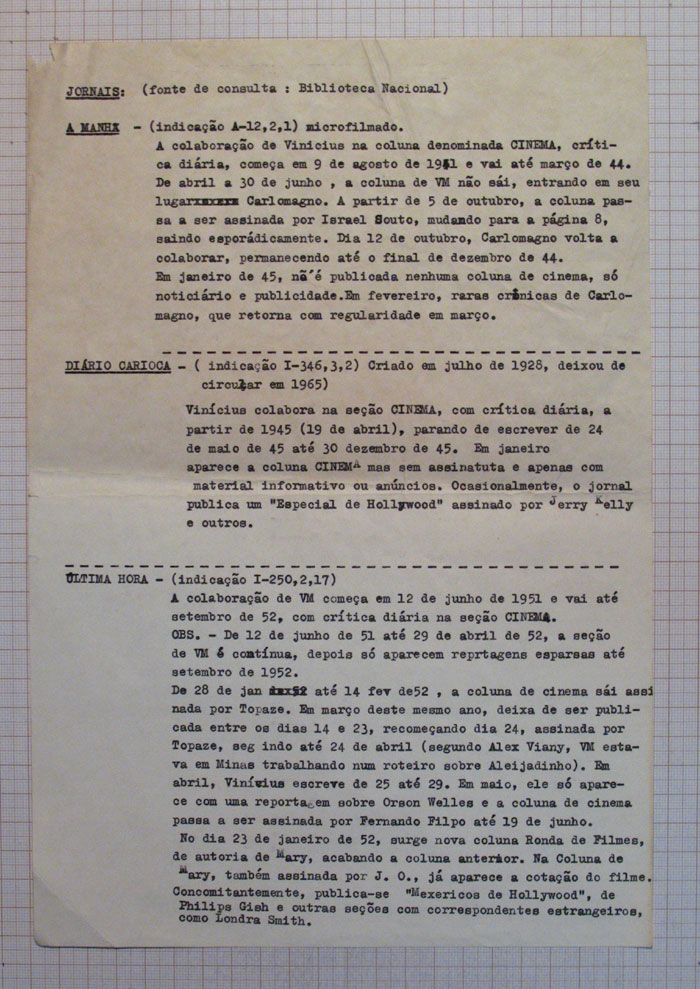 JORNAIS: (fonte de consulta : Biblioteca Nacional)
A MANHÃ - (indicação A-12,2,1) microfilmado.
A colaboração de Vinicius na coluna denominada CINEMA, críti-
ca diária, começa em 9 de agosto de 1941 e vai até março de 44.
De abril a 30 de junho , a coluna de VM não sái, entrando em seu
lugarxxxxxx Carlomagno. A partir de 5 de outubro, a coluna pas-
sa a ser assinada por Israel Souto, mudando para a página 8,
saindo esporádicamente. Dia 12 de outubro, Carlomagno volta a
colaborar, permanecendo até o final de dezembro de 44.
Em janeiro de 45, nã'é publicada nenhuma coluna de cinema, só
noticiário e publicidade.Em fevereiro, raras crônicas de Carlo-
magno, que retorna com regularidade em março.
DIÁRIO CARIOCA - ( indicação I-346,3,2) Criado em julho de 1928, deixou de
circular em 1965)
Vinícius colabora na seção CINEMA, com crítica diária, a
partir de 1945 (19 de abril), parando de escrever de 24
de maio de 45 até 30 dezembro de 45. Em janeiro
aparece a coluna CINEMA mas sem assinatuta e apenas com
material informativo ou anúncios. Ocasionalmente, o jornal
publica um "Especial de Hollywood" assinado por Jerry Kelly
e outros.
ÚLTIMA HORA - (indicação I-250,2,17)
A colaboração de VM começa em 12 de junho de 1951 e vai até
setembro de 52, com crítica diária na seção CINEMA.
OBS. - De 12 de junho de 51 até 29 de abril de 52, a seção
de VM é contínua, depois só aparecem reprtagens esparsas até
setembro de 1952.
De 28 de jan até 14 fev de52 , a coluna de cinema sái assi
nada por Topaze. Em março deste mesmo ano, deixa de ser publi-
cada entre os dias 14 e 23, recomeçando dia 24, assinada por
Topaze, seg indo até 24 de abril (segundo Alex Viany, VM esta-
va em Minas trabalhando num roteiro sobre Aleijadinho). Em
abril, Vinívius escreve de 25 até 29. Em maio, ele só apare-
ce com uma reportagem sobre Orson Welles e a coluna de cinema
passa a ser assinada por Fernando Filpo até 19 de junho.
No dia 23 de janeiro de 52, surge nova coluna Ronda de Filmes,
de autoria de Mary, acabando a coluna anterior. Na Coluna de
Mary, também assinada por J. O., já aparece a cotação do filme.
Concomitantemente, publica-se "Mexericos de Hollywood", de
Philips Gish e outras seções com correspondentes estrangeiros,
como Londra Smith.